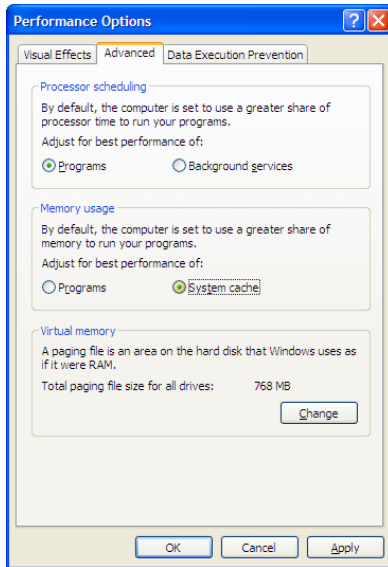 Performance Options
Visual Effects Advanced Data Execution Prevention
Processor scheduling
By default, the computer is set to use a greater share of
processor time to run your programs.
Adjust for best performance of:
Programs Background services
Memory usage
By default, the computer is set to use a greater share of
memory to run your programs.
Adjust for best performance of:
Programs System cache
Virtual memory
A paging file is an area on the hard disk that Windows uses as
if it were RAM.
Total paging file size for all drives: 768 MB
Change
OK Cancel Apply